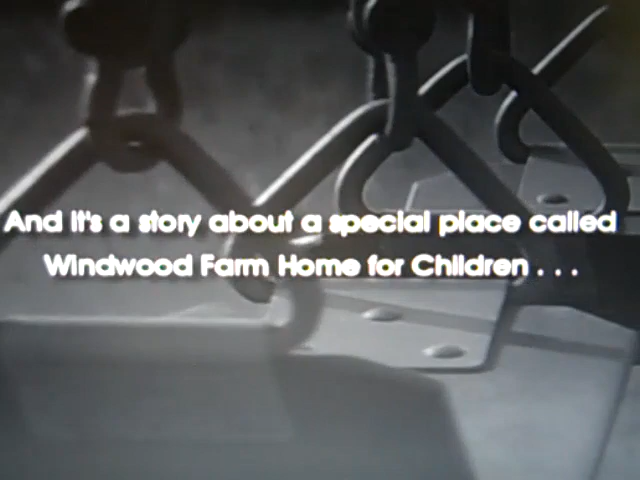 And it's a story about a special place called
Windwood Farm Home for Children . . .